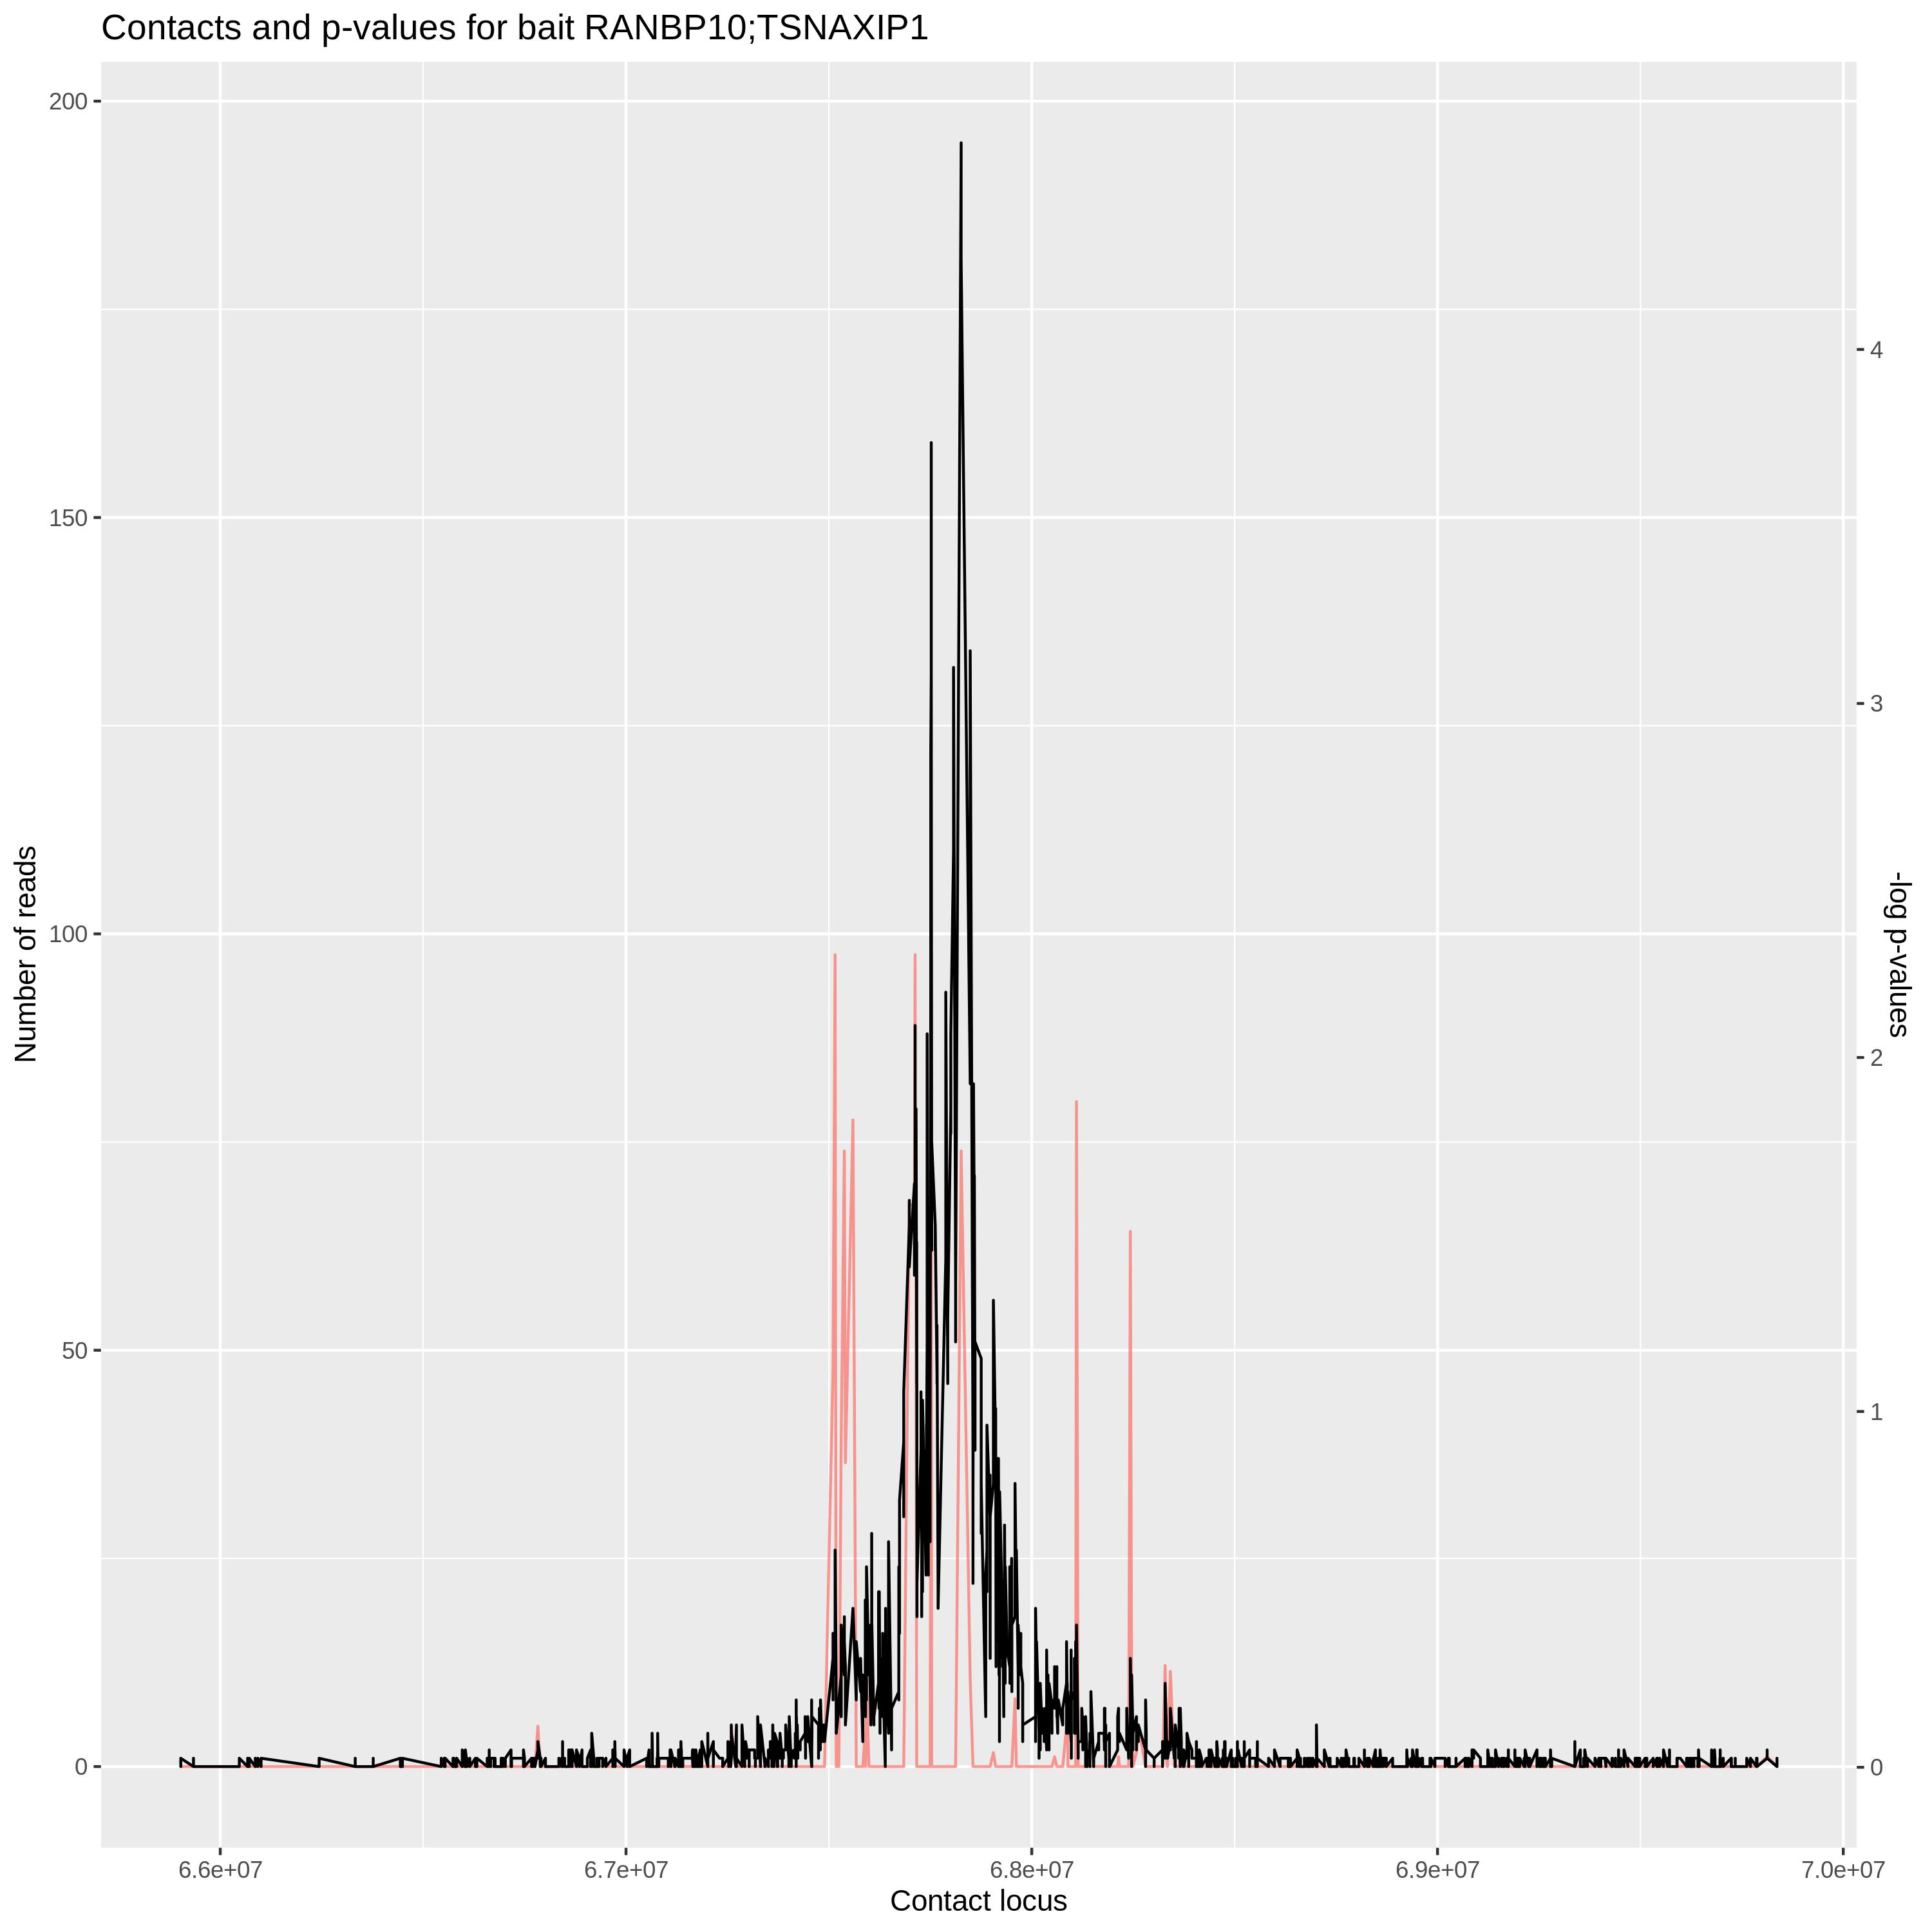 Contacts and p-values for bait RANBP10;TSNAXIP1
200
150
100
50
0
Number of reads
4
3
2
1
0
-log p-values
6.6e+07
6.7e+07
6.8e+07
6.9e+07
7.0e+07
Contact locus